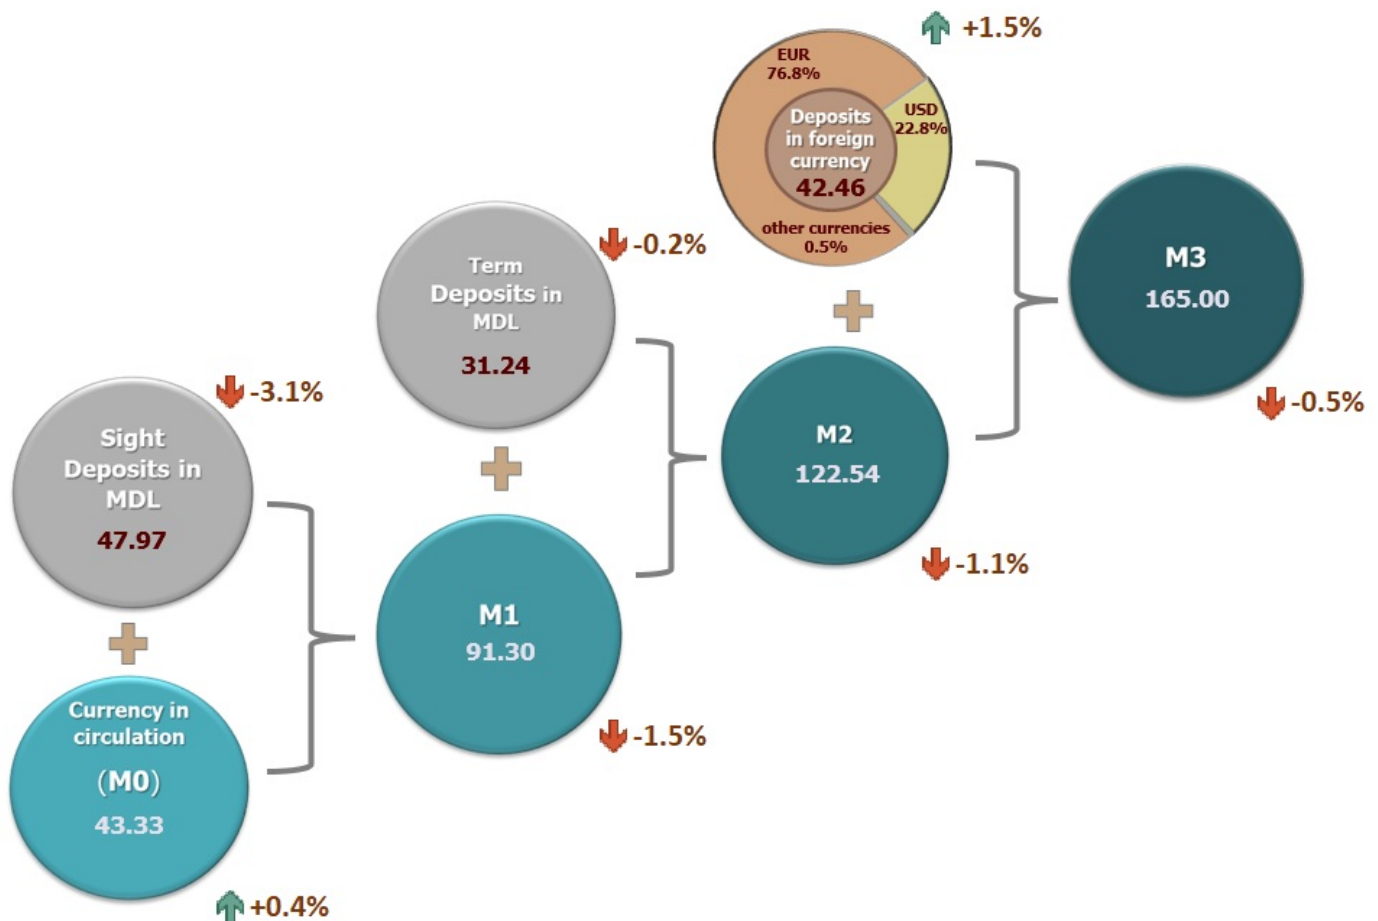 +1.5%
EUR
76.8%
USD
22.8%
Deposits
in foreign
currency
42.46
other currencies
0.5%
M3
165.00
-0.5%
-0.2%
Term
Deposits in
MDL
31.24
M2
122.54
-1.1%
-3.1%
Sight
Deposits in
MDL
47.97
M1
91.30
-1.5%
Currency in
circulation
(M0)
43.33
+0.4%